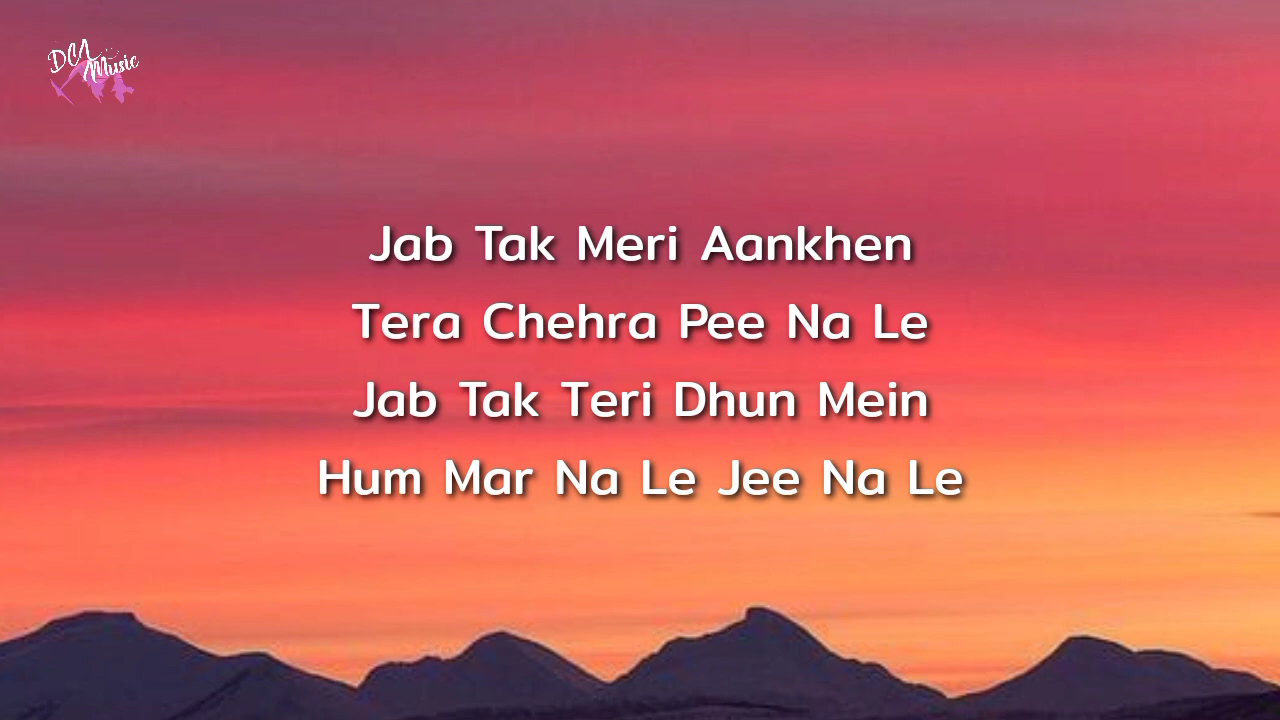 DCA
Music
Jab Tak Meri Aankhen
Tera Chehra Pee Na Le
Jab Tak Teri Dhun Mein
Hum Mar Na Le Jee Na Le